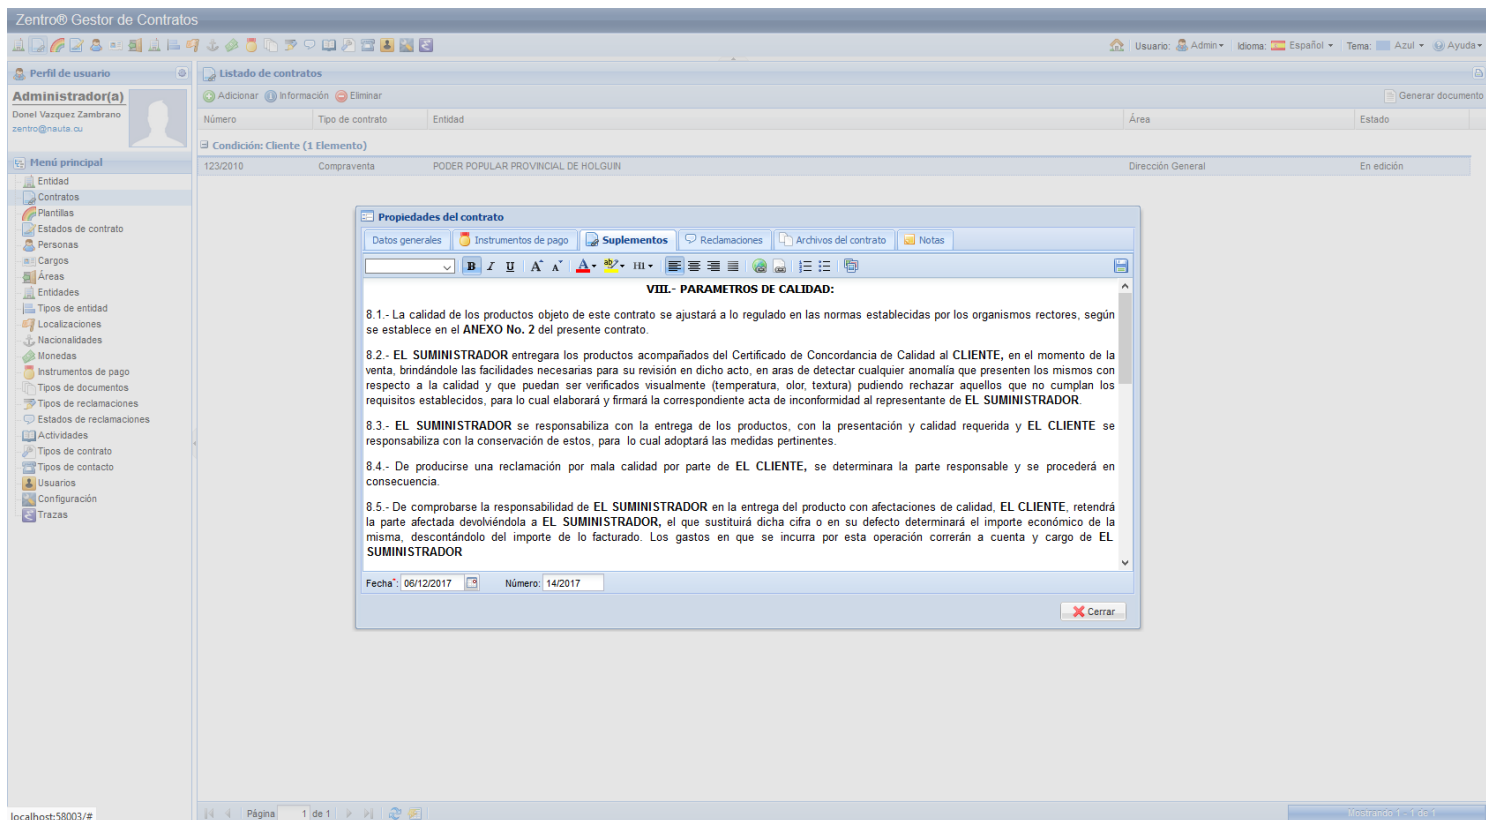 Zentro® Gestor de Contratos
Usuario: Admin Idioma: Español Tema: Azul Ayuda
Perfil de usuario
Administrador(a)
Donel Vazquez Zambrano
zentro@nauta.cu
Menú principal
Entidad
Contratos
Plantillas
Estados de contrato
Personas
Cargos
Áreas
Entidades
Tipos de entidad
Localizaciones
Nacionalidades
Monedas
Instrumentos de pago
Tipos de documentos
Tipos de reclamaciones
Estados de reclamaciones
Actividades
Tipos de contrato
Tipos de contacto
Usuarios
Configuración
Trazas
Listado de contratos
Adicionar Información Eliminar Generar documento
Número Tipo de contrato Entidad Área Estado
Condición: Cliente (1 Elemento)
123/2010 Compraventa PODER POPULAR PROVINCIAL DE HOLGUIN Dirección General En edición
Propiedades del contrato
Datos generales Instrumentos de pago Suplementos Reclamaciones Archivos del contrato Notas
B I U A A A ab H1
VIII.- PARAMETROS DE CALIDAD:
8.1.- La calidad de los productos objeto de este contrato se ajustará a lo regulado en las normas establecidas por los organismos rectores, según
se establece en el ANEXO No. 2 del presente contrato.
8.2.- EL SUMINISTRADOR entregara los productos acompañados del Certificado de Concordancia de Calidad al CLIENTE, en el momento de la
venta, brindándole las facilidades necesarias para su revisión en dicho acto, en aras de detectar cualquier anomalía que presenten los mismos con
respecto a la calidad y que puedan ser verificados visualmente (temperatura, olor, textura) pudiendo rechazar aquellos que no cumplan los
requisitos establecidos, para lo cual elaborará y firmará la correspondiente acta de inconformidad al representante de EL SUMINISTRADOR.
8.3.- EL SUMINISTRADOR se responsabiliza con la entrega de los productos, con la presentación y calidad requerida y EL CLIENTE se
responsabiliza con la conservación de estos, para lo cual adoptará las medidas pertinentes.
8.4.- De producirse una reclamación por mala calidad por parte de EL CLIENTE, se determinara la parte responsable y se procederá en
consecuencia.
8.5.- De comprobarse la responsabilidad de EL SUMINISTRADOR en la entrega del producto con afectaciones de calidad, EL CLIENTE, retendrá
la parte afectada devolviéndola a EL SUMINISTRADOR, el que sustituirá dicha cifra o en su defecto determinará el importe económico de la
misma, descontándolo del importe de lo facturado. Los gastos en que se incurra por esta operación correrán a cuenta y cargo de EL
SUMINISTRADOR
Fecha*: 06/12/2017 Número: 14/2017
Cerrar
Página 1 de 1
Mostrando 1 - 1 de 1
localhost:58003/#